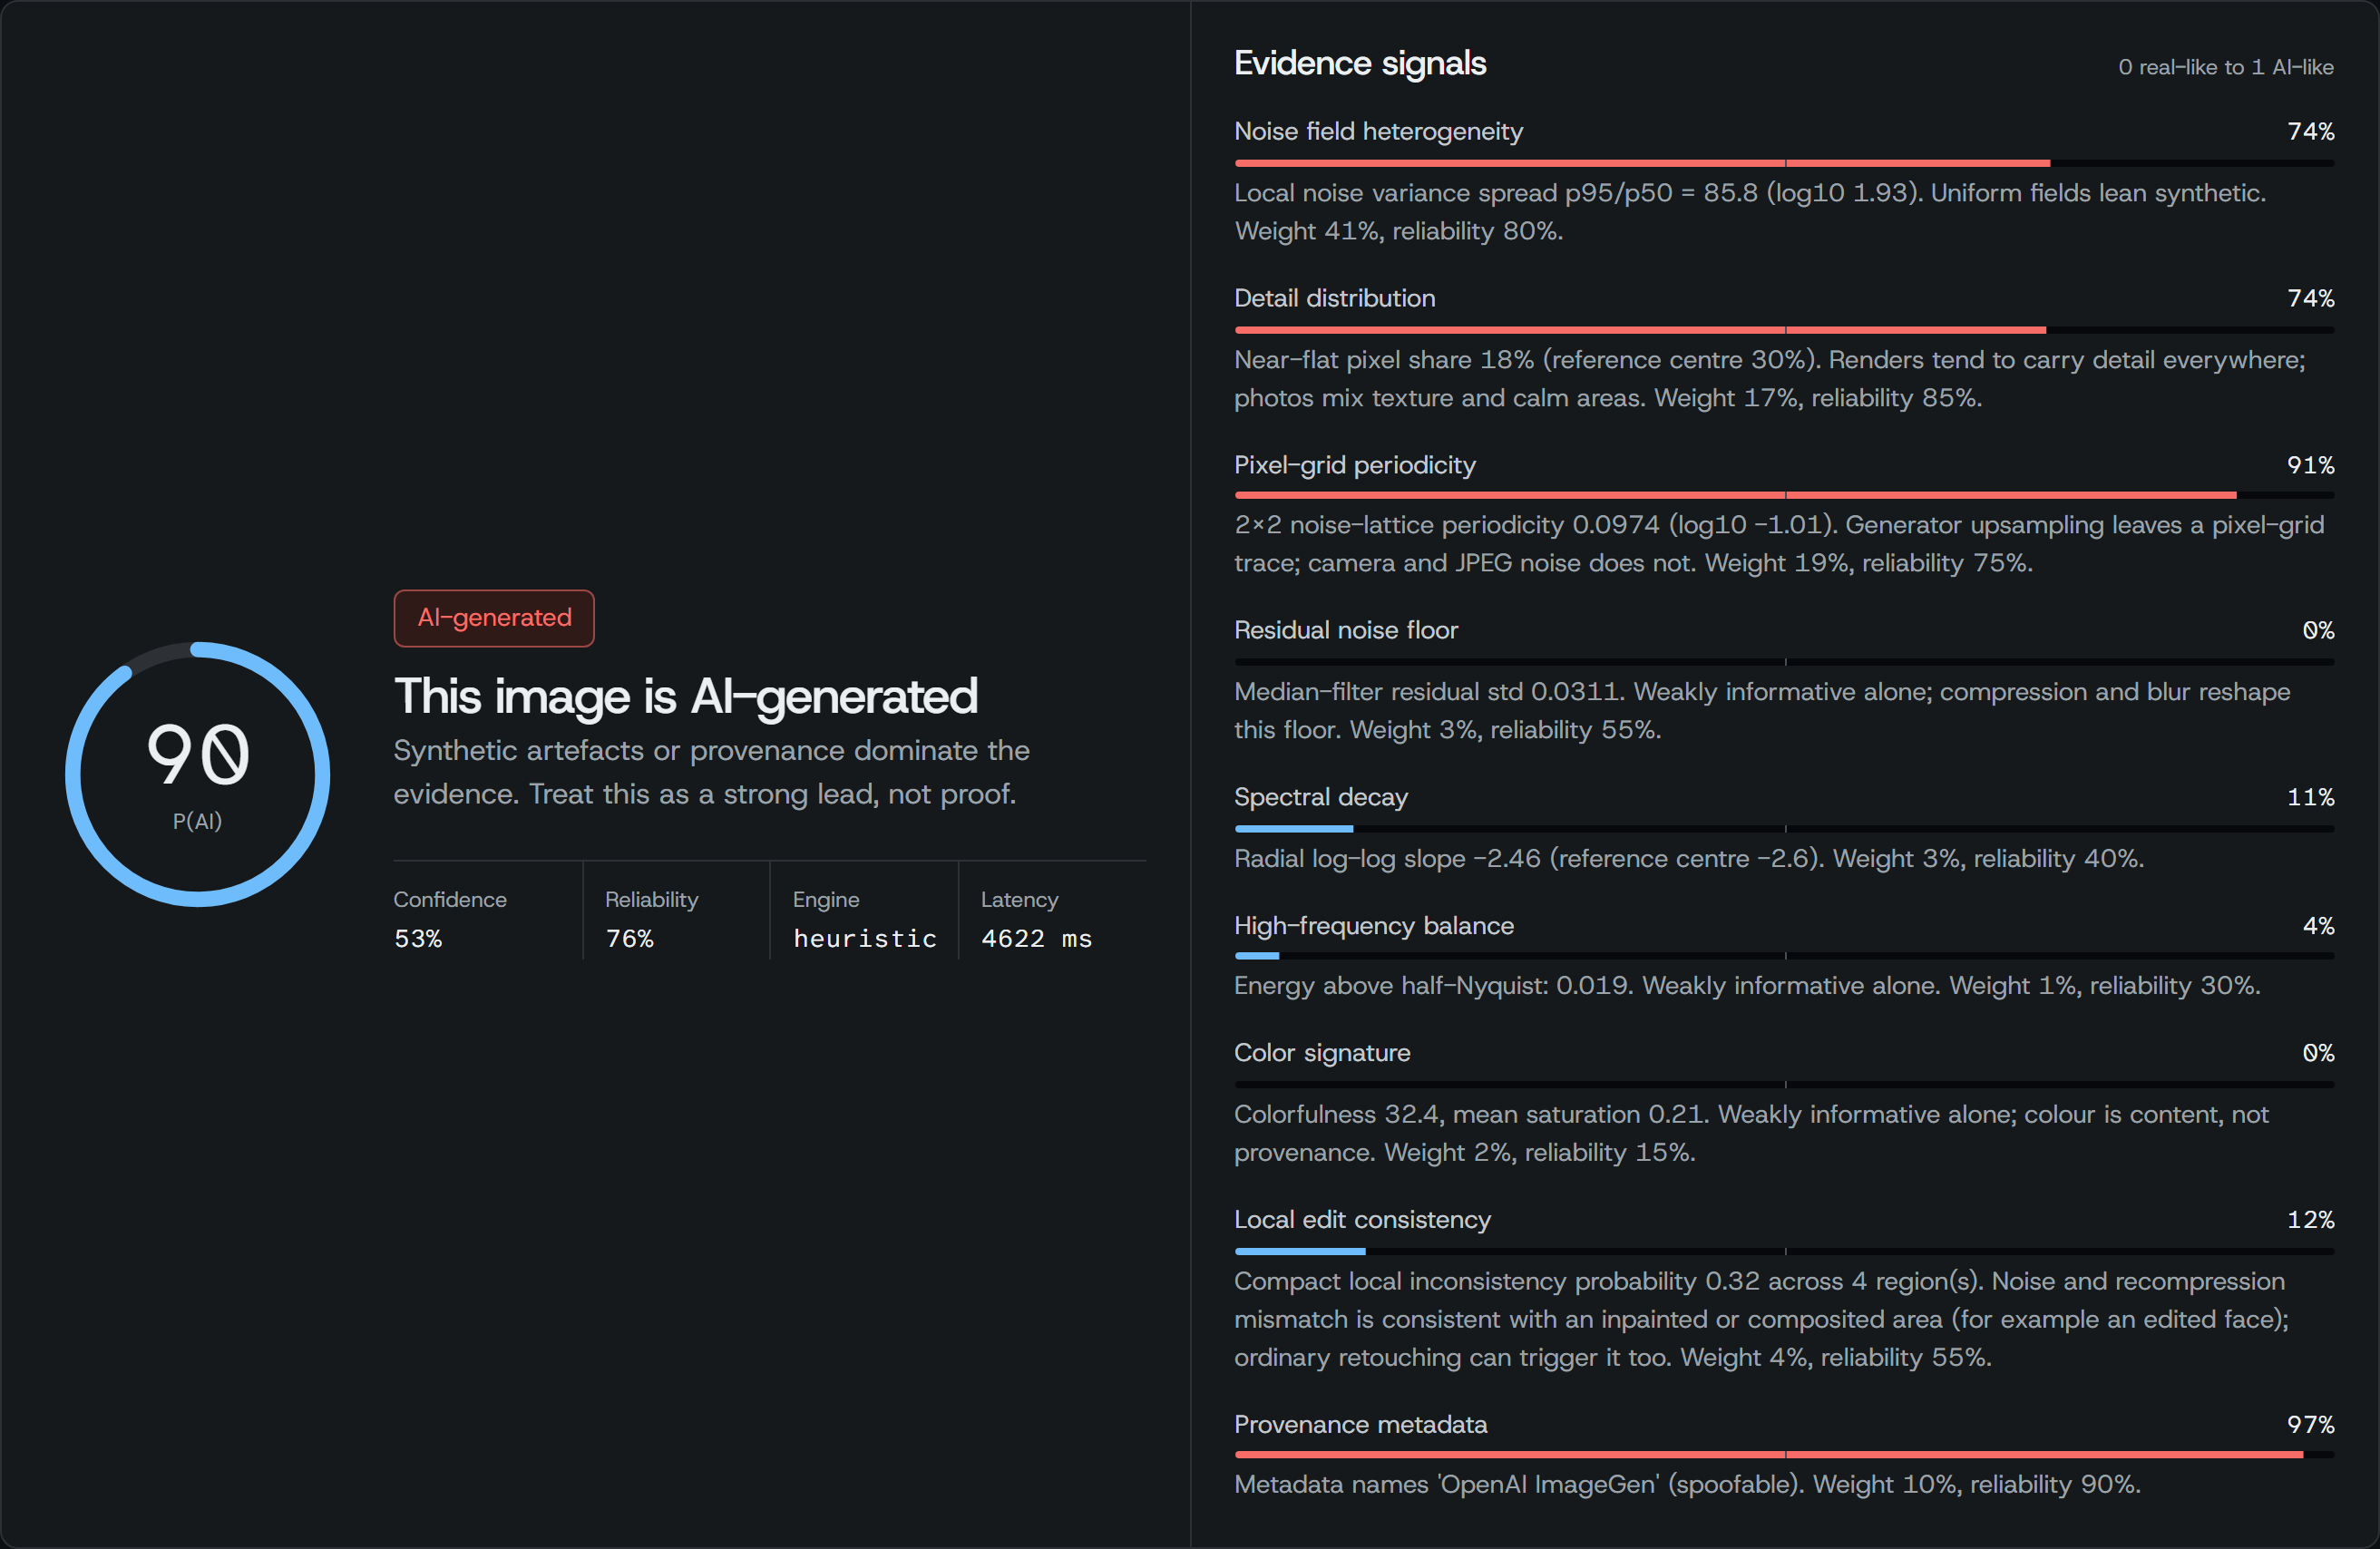 90
P(AI)
AI-generated
This image is AI-generated
Synthetic artefacts or provenance dominate the
evidence. Treat this as a strong lead, not proof.
Confidence
53%
Reliability
76%
Engine
heuristic
Latency
4622 ms
Evidence signals
0 real-like to 1 AI-like
Noise field heterogeneity
74%
Local noise variance spread p95/p50 = 85.8 (log10 1.93). Uniform fields lean synthetic.
Weight 41%, reliability 80%.
Detail distribution
74%
Near-flat pixel share 18% (reference centre 30%). Renders tend to carry detail everywhere;
photos mix texture and calm areas. Weight 17%, reliability 85%.
Pixel-grid periodicity
91%
2×2 noise-lattice periodicity 0.0974 (log10 -1.01). Generator upsampling leaves a pixel-grid
trace; camera and JPEG noise does not. Weight 19%, reliability 75%.
Residual noise floor
0%
Median-filter residual std 0.0311. Weakly informative alone; compression and blur reshape
this floor. Weight 3%, reliability 55%.
Spectral decay
11%
Radial log-log slope -2.46 (reference centre -2.6). Weight 3%, reliability 40%.
High-frequency balance
4%
Energy above half-Nyquist: 0.019. Weakly informative alone. Weight 1%, reliability 30%.
Color signature
0%
Colorfulness 32.4, mean saturation 0.21. Weakly informative alone; colour is content, not
provenance. Weight 2%, reliability 15%.
Local edit consistency
12%
Compact local inconsistency probability 0.32 across 4 region(s). Noise and recompression
mismatch is consistent with an inpainted or composited area (for example an edited face);
ordinary retouching can trigger it too. Weight 4%, reliability 55%.
Provenance metadata
97%
Metadata names 'OpenAI ImageGen' (spoofable). Weight 10%, reliability 90%.